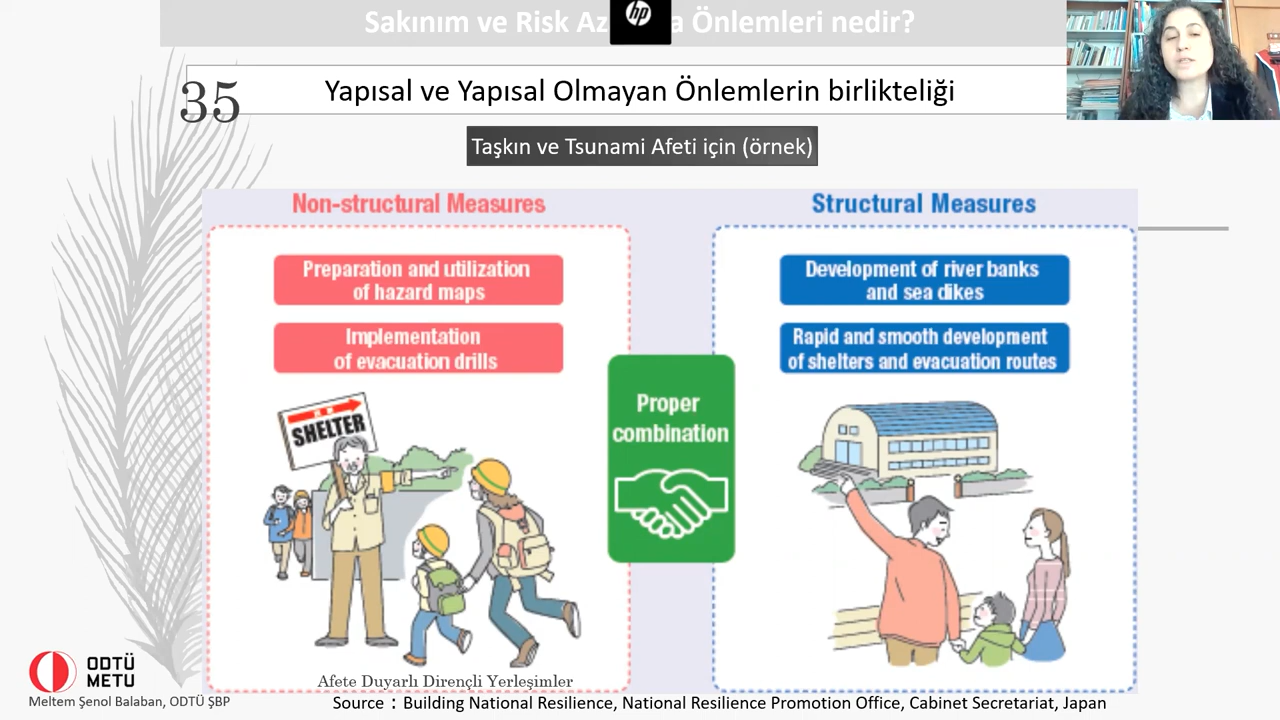 Sakınım ve Risk Az a Önlemleri nedir?
hp
35
Yapısal ve Yapısal Olmayan Önlemlerin birlikteliği
Taşkın ve Tsunami Afeti için (örnek)
Non-structural Measures
Preparation and utilization
of hazard maps
Implementation
of evacuation drills
SHELTER
Proper
combination
Structural Measures
Development of river banks
and sea dikes
Rapid and smooth development
of shelters and evacuation routes
ODTÜ
METU
Afete Duyarlı Dirençli Yerleşimler
Meltem Şenol Balaban, ODTÜ ŞBP
Source : Building National Resilience, National Resilience Promotion Office, Cabinet Secretariat, Japan